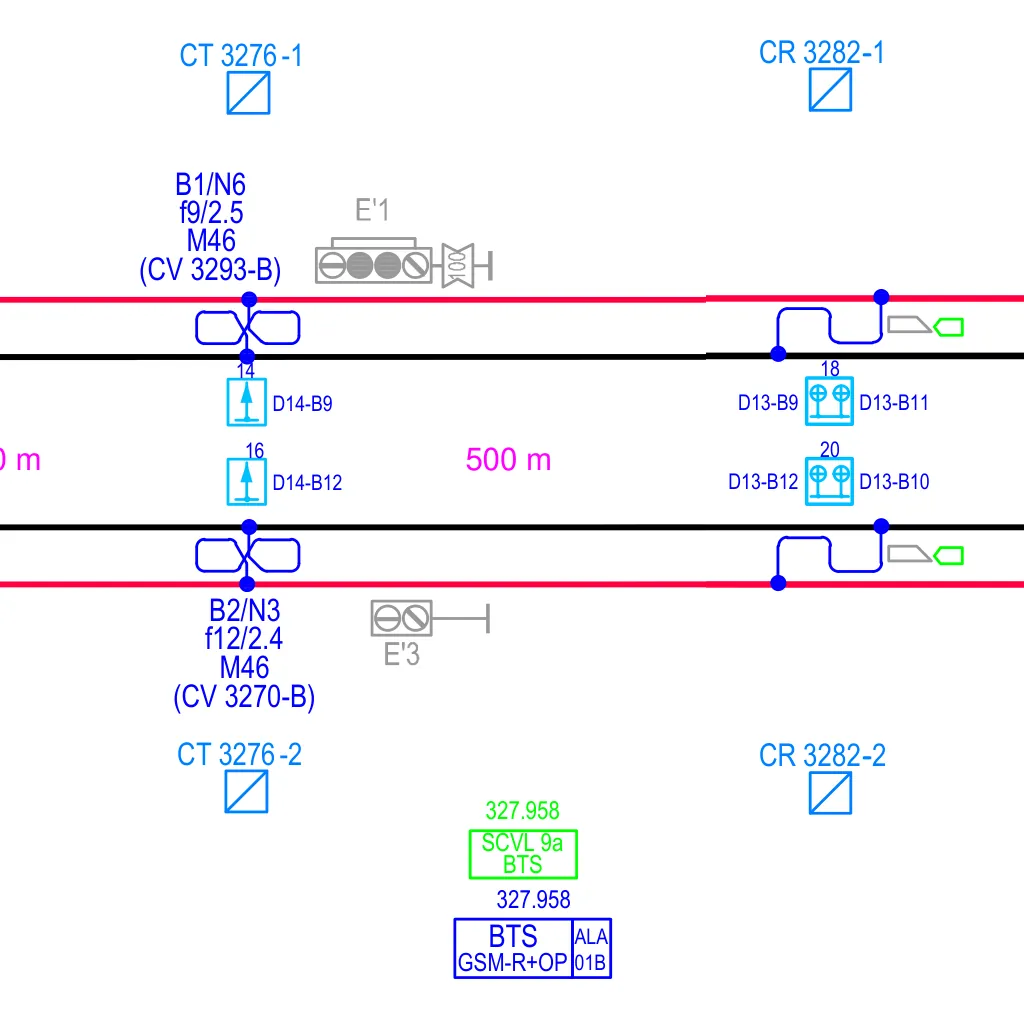 CT 3276-1
CR 3282-1
B1/N6
f9/2.5
M46
(CV 3293-B)
E'1
100
14
D14-B9
18
D13-B9
D13-B11
0 m
500 m
16
D14-B12
20
D13-B12
D13-B10
B2/N3
f12/2.4
M46
(CV 3270-B)
E'3
CT 3276-2
CR 3282-2
327.958
SCVL 9a
BTS
327.958
BTS
GSM-R+OP
ALA
01B